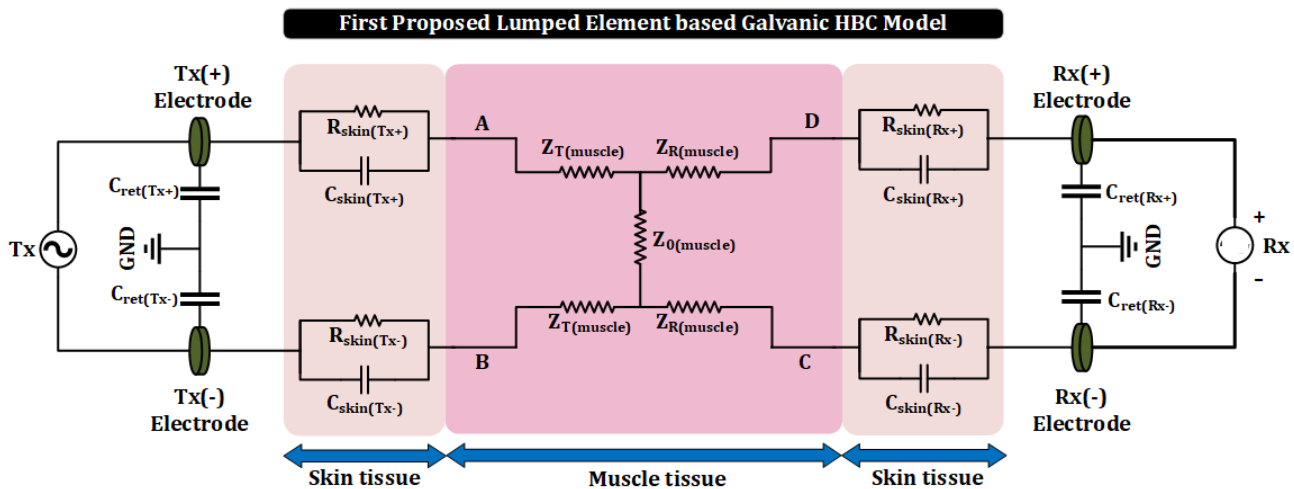 First Proposed Lumped Element based Galvanic HBC Model
Tx(+)
Electrode
Rx(+)
Electrode
Rskin(Tx+)
Cskin(Tx+)
A
ZT(muscle)
ZR(muscle)
D
Rskin(Rx+)
Cskin(Rx+)
Cret(Tx+)
Cret(Rx+)
Tx
GND
Z0(muscle)
GND
+
Rx
-
Cret(Tx-)
Cret(Rx-)
Rskin(Tx-)
Cskin(Tx-)
B
ZT(muscle)
ZR(muscle)
C
Rskin(Rx-)
Cskin(Rx-)
Tx(-)
Electrode
Rx(-)
Electrode
Skin tissue
Muscle tissue
Skin tissue